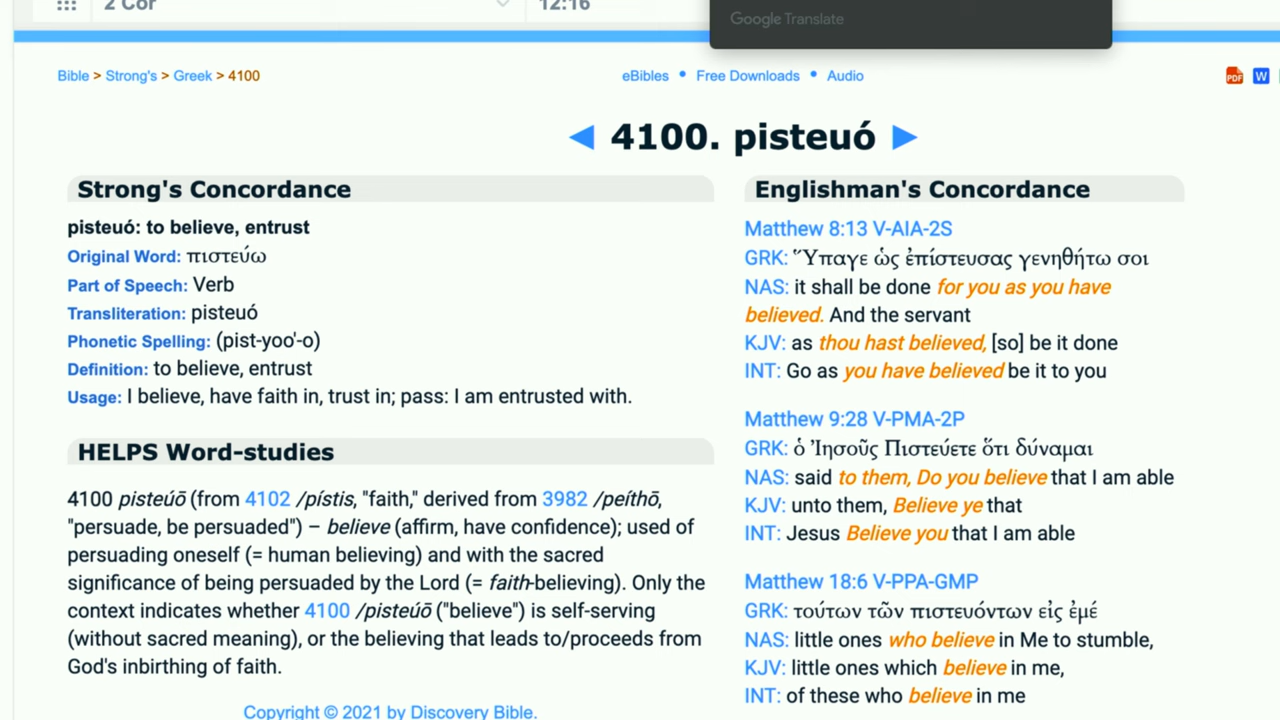 2 Cor
12:16
Google Translate
Bible > Strong's > Greek > 4100
eBibles • Free Downloads • Audio
PDF W
◀ 4100. pisteuó ▶
Strong's Concordance
pisteuó: to believe, entrust
Original Word: πιστεύω
Part of Speech: Verb
Transliteration: pisteuó
Phonetic Spelling: (pist-yoo'-o)
Definition: to believe, entrust
Usage: I believe, have faith in, trust in; pass: I am entrusted with.
HELPS Word-studies
4100 pisteúō (from 4102 /pístis, "faith," derived from 3982 /peíthō,
"persuade, be persuaded") – believe (affirm, have confidence); used of
persuading oneself (= human believing) and with the sacred
significance of being persuaded by the Lord (= faith-believing). Only the
context indicates whether 4100 /pisteúō ("believe") is self-serving
(without sacred meaning), or the believing that leads to/proceeds from
God's inbirthing of faith.
Copyright © 2021 by Discovery Bible.
Englishman's Concordance
Matthew 8:13 V-AIA-2S
GRK: Ὕπαγε ὡς ἐπίστευσας γενηθήτω σοι
NAS: it shall be done for you as you have
believed. And the servant
KJV: as thou hast believed, [so] be it done
INT: Go as you have believed be it to you
Matthew 9:28 V-PMA-2P
GRK: ὁ Ἰησοῦς Πιστεύετε ὅτι δύναμαι
NAS: said to them, Do you believe that I am able
KJV: unto them, Believe ye that
INT: Jesus Believe you that I am able
Matthew 18:6 V-PPA-GMP
GRK: τούτων τῶν πιστευόντων εἰς ἐμέ
NAS: little ones who believe in Me to stumble,
KJV: little ones which believe in me,
INT: of these who believe in me